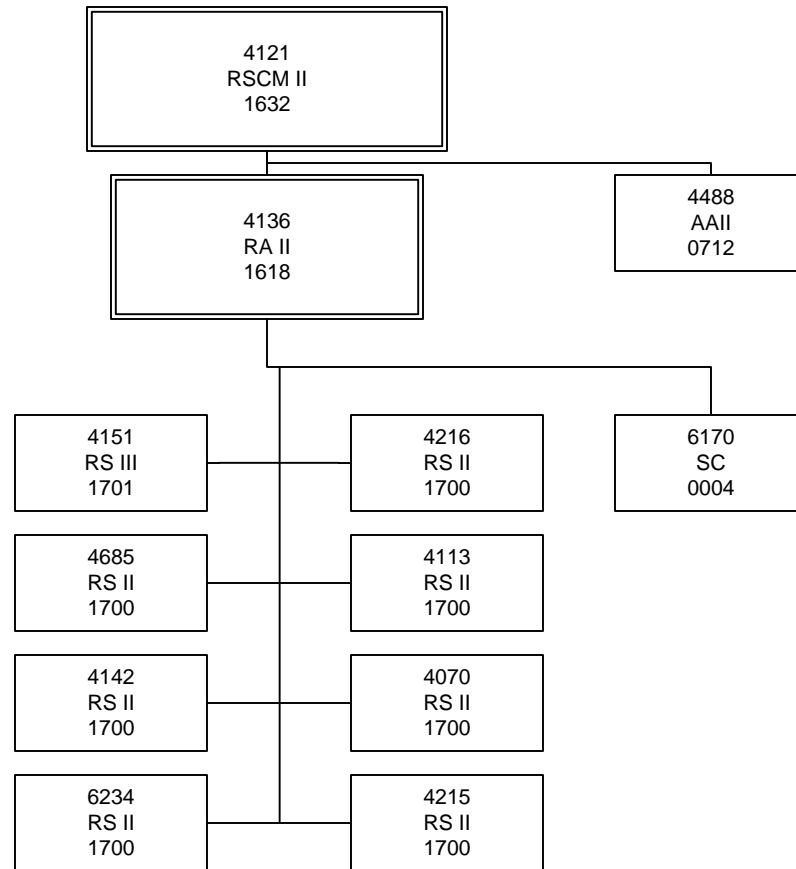 4121
RSCM II
1632
4136
RA II
1618
4488
AAII
0712
4151
RS III
1701
4216
RS II
1700
6170
SC
0004
4685
RS II
1700
4113
RS II
1700
4142
RS II
1700
4070
RS II
1700
6234
RS II
1700
4215
RS II
1700